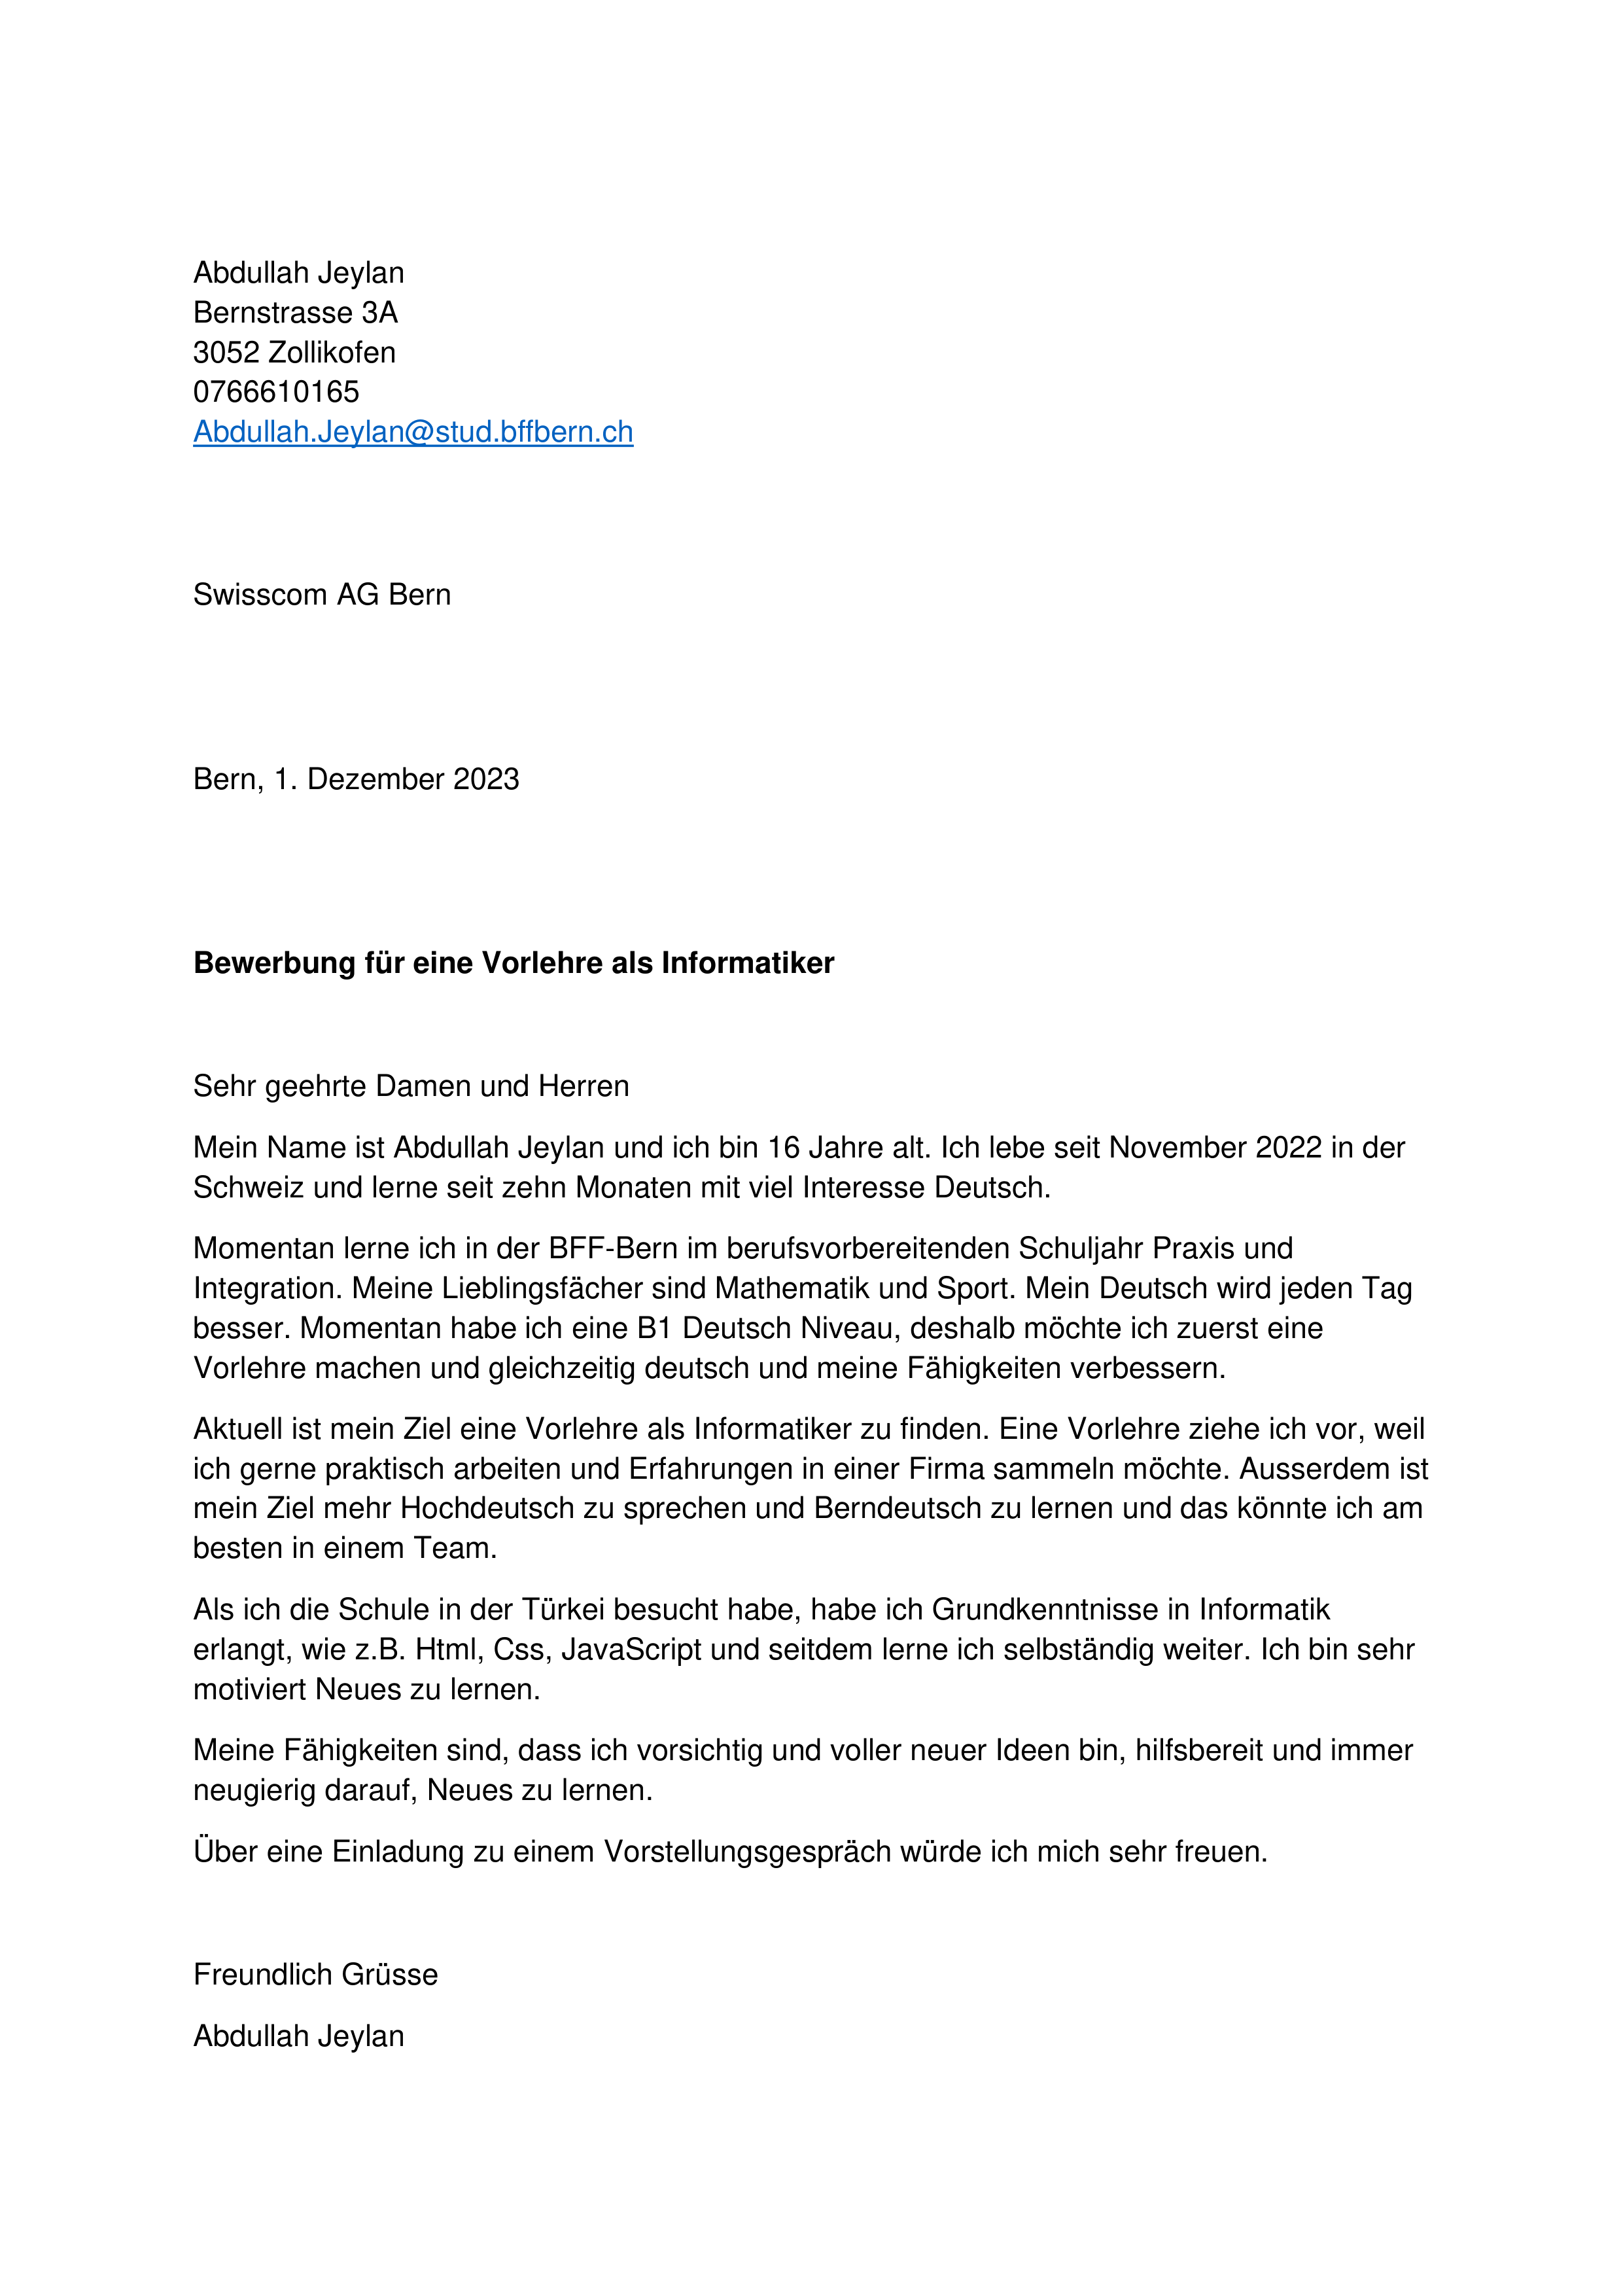 Abdullah Jeylan
Bernstrasse 3A
3052 Zollikofen
0766610165
Abdullah.Jeylan@stud.bffbern.ch
Swisscom AG Bern
Bern, 1. Dezember 2023
Bewerbung für eine Vorlehre als Informatiker
Sehr geehrte Damen und Herren
Mein Name ist Abdullah Jeylan und ich bin 16 Jahre alt. Ich lebe seit November 2022 in der
Schweiz und lerne seit zehn Monaten mit viel Interesse Deutsch.
Momentan lerne ich in der BFF-Bern im berufsvorbereitenden Schuljahr Praxis und
Integration. Meine Lieblingsfächer sind Mathematik und Sport. Mein Deutsch wird jeden Tag
besser. Momentan habe ich eine B1 Deutsch Niveau, deshalb möchte ich zuerst eine
Vorlehre machen und gleichzeitig deutsch und meine Fähigkeiten verbessern.
Aktuell ist mein Ziel eine Vorlehre als Informatiker zu finden. Eine Vorlehre ziehe ich vor, weil
ich gerne praktisch arbeiten und Erfahrungen in einer Firma sammeln möchte. Ausserdem ist
mein Ziel mehr Hochdeutsch zu sprechen und Berndeutsch zu lernen und das könnte ich am
besten in einem Team.
Als ich die Schule in der Türkei besucht habe, habe ich Grundkenntnisse in Informatik
erlangt, wie z.B. Html, Css, JavaScript und seitdem lerne ich selbständig weiter. Ich bin sehr
motiviert Neues zu lernen.
Meine Fähigkeiten sind, dass ich vorsichtig und voller neuer Ideen bin, hilfsbereit und immer
neugierig darauf, Neues zu lernen.
Über eine Einladung zu einem Vorstellungsgespräch würde ich mich sehr freuen.
Freundlich Grüsse
Abdullah Jeylan